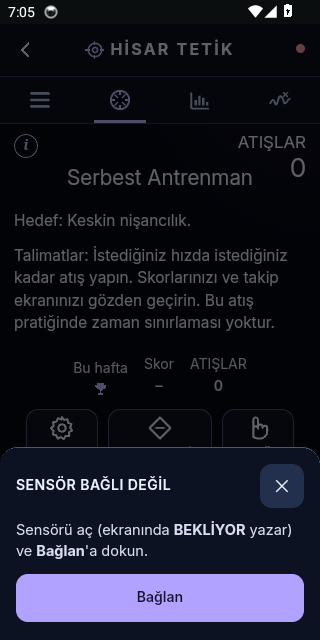 7:05
HİSAR TETİK
i
ATIŞLAR
0
Serbest Antrenman
Hedef: Keskin nişancılık.
Talimatlar: İstediğiniz hızda istediğiniz
kadar atış yapın. Skorlarınızı ve takip
ekranınızı gözden geçirin. Bu atış
pratiğinde zaman sınırlaması yoktur.
Bu hafta Skor ATIŞLAR
– 0
SENSÖR BAĞLI DEĞİL
Sensörü aç (ekranında BEKLİYOR yazar)
ve Bağlan'a dokun.
Bağlan